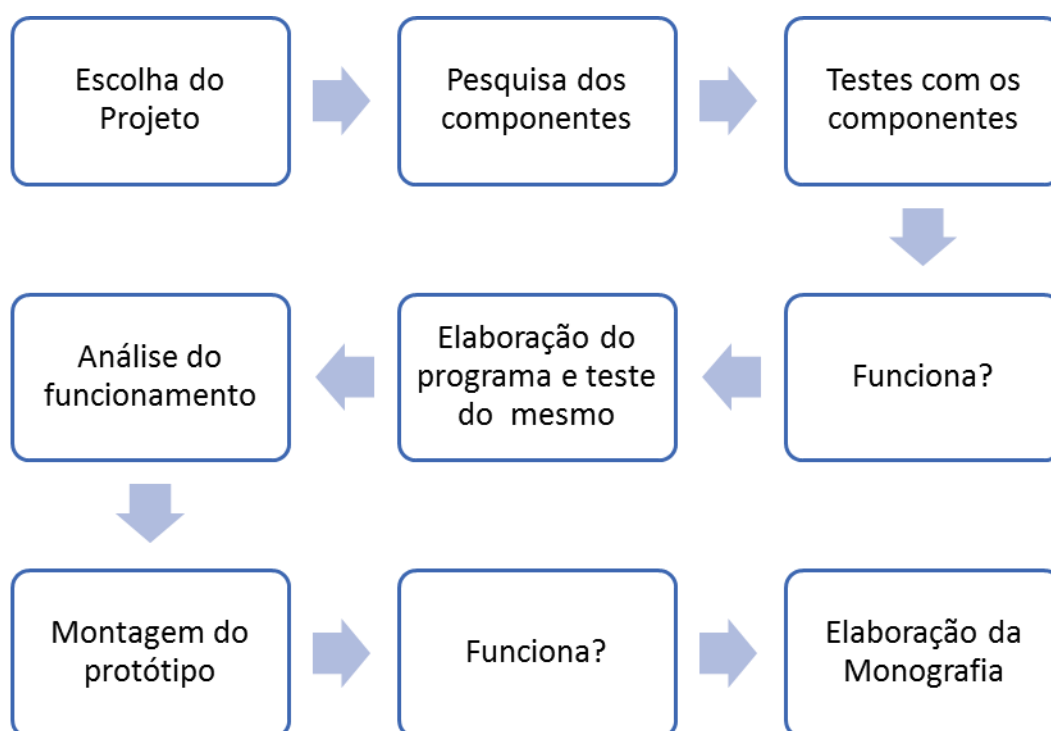 Escolha do
Projeto
Pesquisa dos
componentes
Testes com os
componentes
Funciona?
Elaboração do
programa e teste
do mesmo
Análise do
funcionamento
Montagem do
protótipo
Funciona?
Elaboração da
Monografia